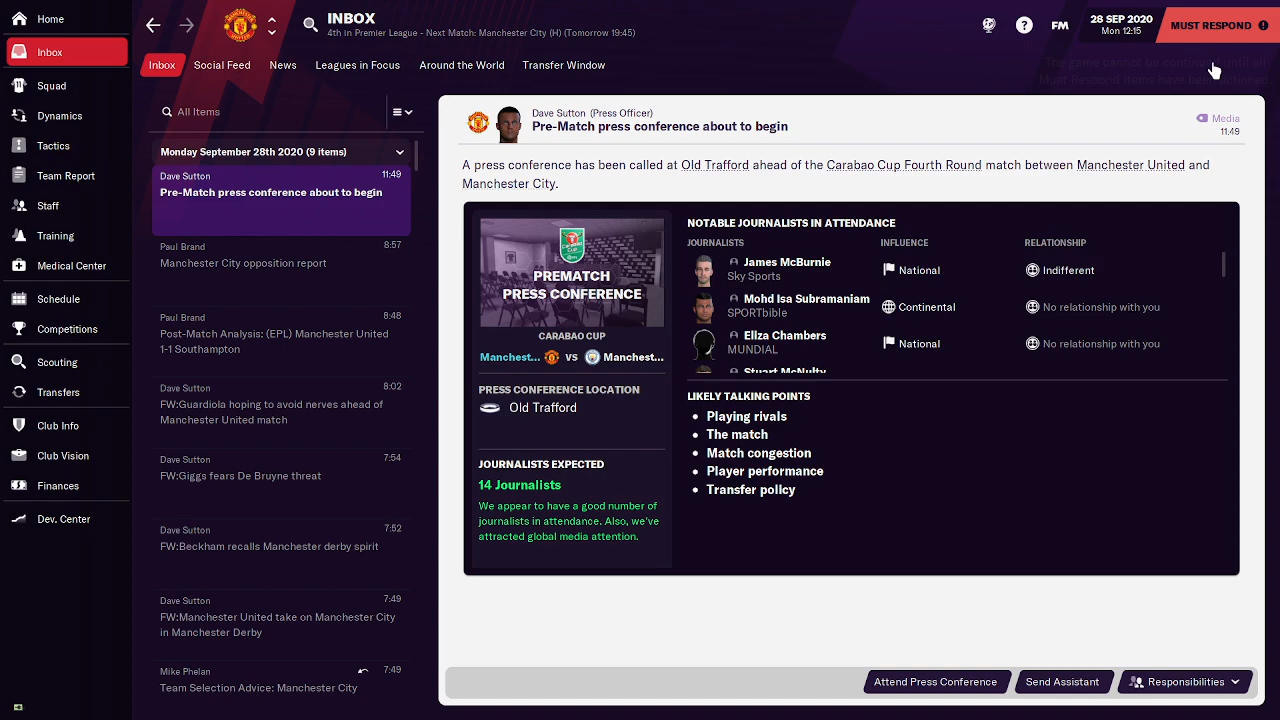 Home
Inbox
Squad
Dynamics
Tactics
Team Report
Staff
Training
Medical Center
Schedule
Competitions
Scouting
Transfers
Club Info
Club Vision
Finances
Dev. Center
INBOX
4th in Premier League - Next Match: Manchester City (H) (Tomorrow 19:45)
FM
28 SEP 2020
Mon 12:15
MUST RESPOND
The game cannot be continued until all
Must Respond items have been
Inbox
Social Feed
News
Leagues in Focus
Around the World
Transfer Window
All Items
Monday September 28th 2020 (9 items)
Dave Sutton 11:49
Pre-Match press conference about to begin
Paul Brand 8:57
Manchester City opposition report
Paul Brand 8:48
Post-Match Analysis: (EPL) Manchester United
1-1 Southampton
Dave Sutton 8:02
FW:Guardiola hoping to avoid nerves ahead of
Manchester United match
Dave Sutton 7:54
FW:Giggs fears De Bruyne threat
Dave Sutton 7:52
FW:Beckham recalls Manchester derby spirit
Dave Sutton 7:49
FW:Manchester United take on Manchester City
in Manchester Derby
Mike Phelan 7:49
Team Selection Advice: Manchester City
Dave Sutton (Press Officer)
Pre-Match press conference about to begin
Media
11:49
A press conference has been called at Old Trafford ahead of the Carabao Cup Fourth Round match between Manchester United and
Manchester City.
PREMATCH
PRESS CONFERENCE
CARABAO CUP
Manchest... VS Manchest...
PRESS CONFERENCE LOCATION
Old Trafford
JOURNALISTS EXPECTED
14 Journalists
We appear to have a good number of
journalists in attendance. Also, we've
attracted global media attention.
NOTABLE JOURNALISTS IN ATTENDANCE
JOURNALISTS INFLUENCE RELATIONSHIP
James McBurnie
Sky Sports
National
Indifferent
Mohd Isa Subramaniam
SPORTbible
Continental
No relationship with you
Eliza Chambers
MUNDIAL
National
No relationship with you
Stuart McNulty
LIKELY TALKING POINTS
• Playing rivals
• The match
• Match congestion
• Player performance
• Transfer policy
Attend Press Conference
Send Assistant
Responsibilities